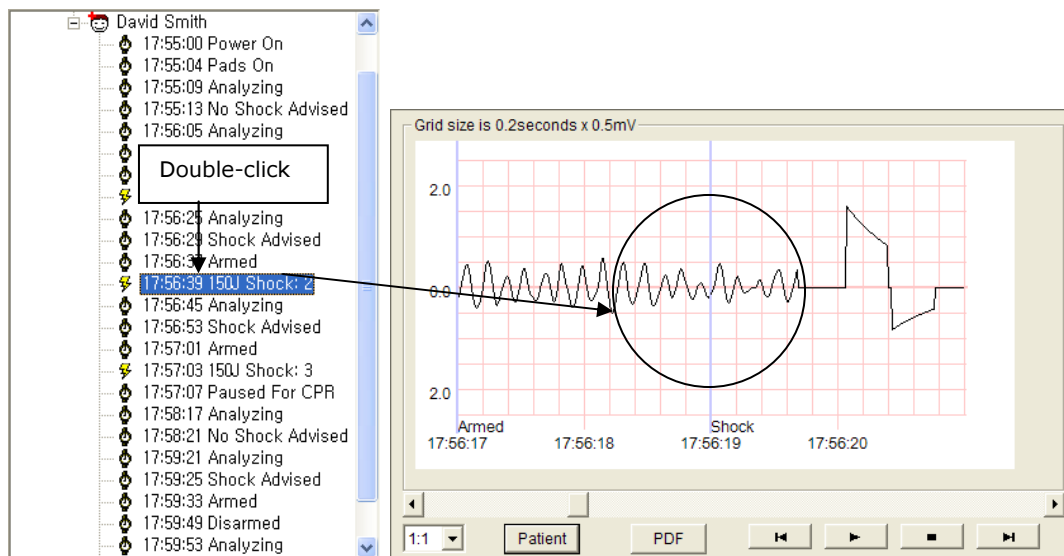 David Smith
17:55:00 Power On
17:55:04 Pads On
17:55:09 Analyzing
17:55:13 No Shock Advised
17:56:05 Analyzing
Double-click
17:56:25 Analyzing
17:56:29 Shock Advised
Armed
17:56:39 150J Shock: 2
17:56:45 Analyzing
17:56:53 Shock Advised
17:57:01 Armed
17:57:03 150J Shock: 3
17:57:07 Paused For CPR
17:58:17 Analyzing
17:58:21 No Shock Advised
17:59:21 Analyzing
17:59:25 Shock Advised
17:59:33 Armed
17:59:49 Disarmed
17:59:53 Analyzing
Grid size is 0.2seconds x 0.5mV
2.0
0.0
2.0
Armed Shock
17:56:17 17:56:18 17:56:19 17:56:20
1:1 Patient PDF